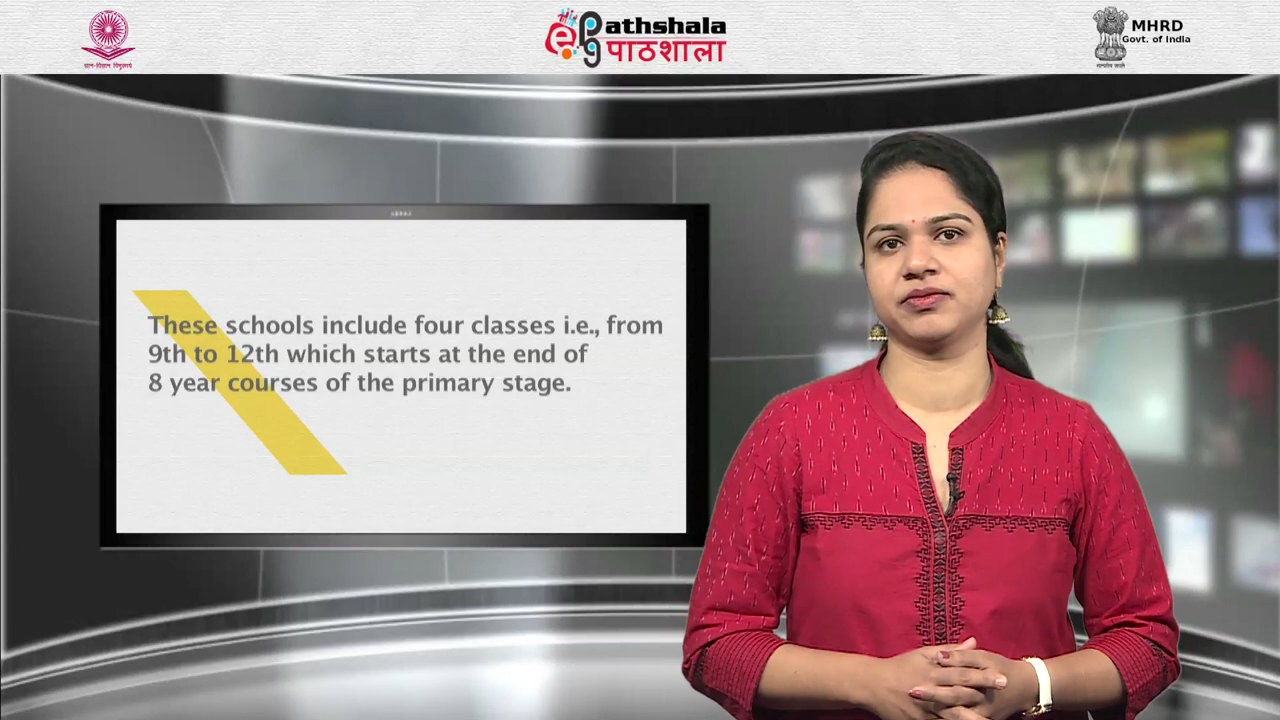 Pathshala
पाठशाला
MHRD
Govt. of India
These schools include four classes i.e., from
9th to 12th which starts at the end of
8 year courses of the primary stage.